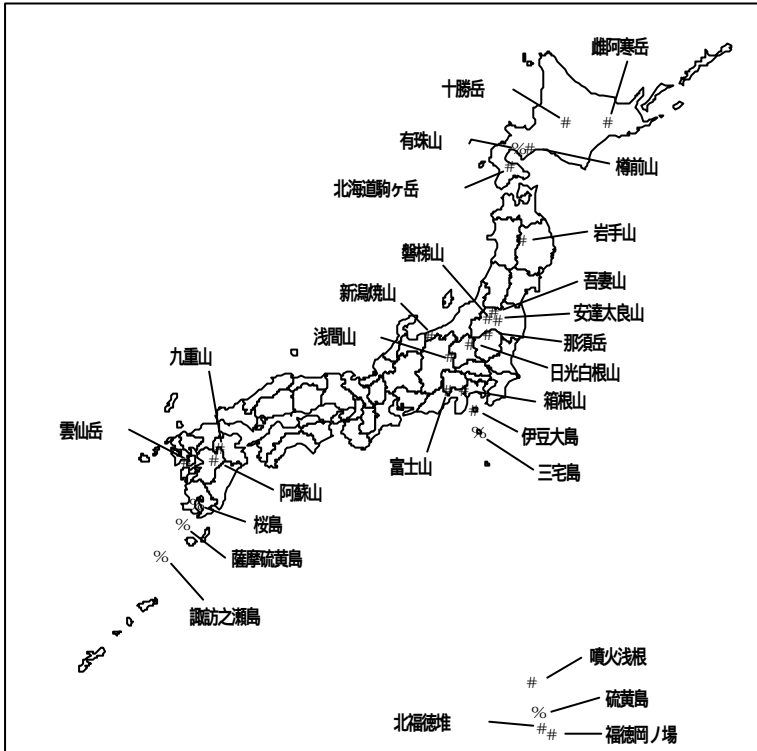 雌阿寒岳
十勝岳
有珠山
樽前山
北海道駒ヶ岳
岩手山
磐梯山
吾妻山
新潟焼山
安達太良山
浅間山
那須岳
九重山
日光白根山
箱根山
雲仙岳
伊豆大島
富士山
三宅島
阿蘇山
桜島
薩摩硫黄島
諏訪之瀬島
噴火浅根
硫黄島
北福徳堆
福徳岡ノ場